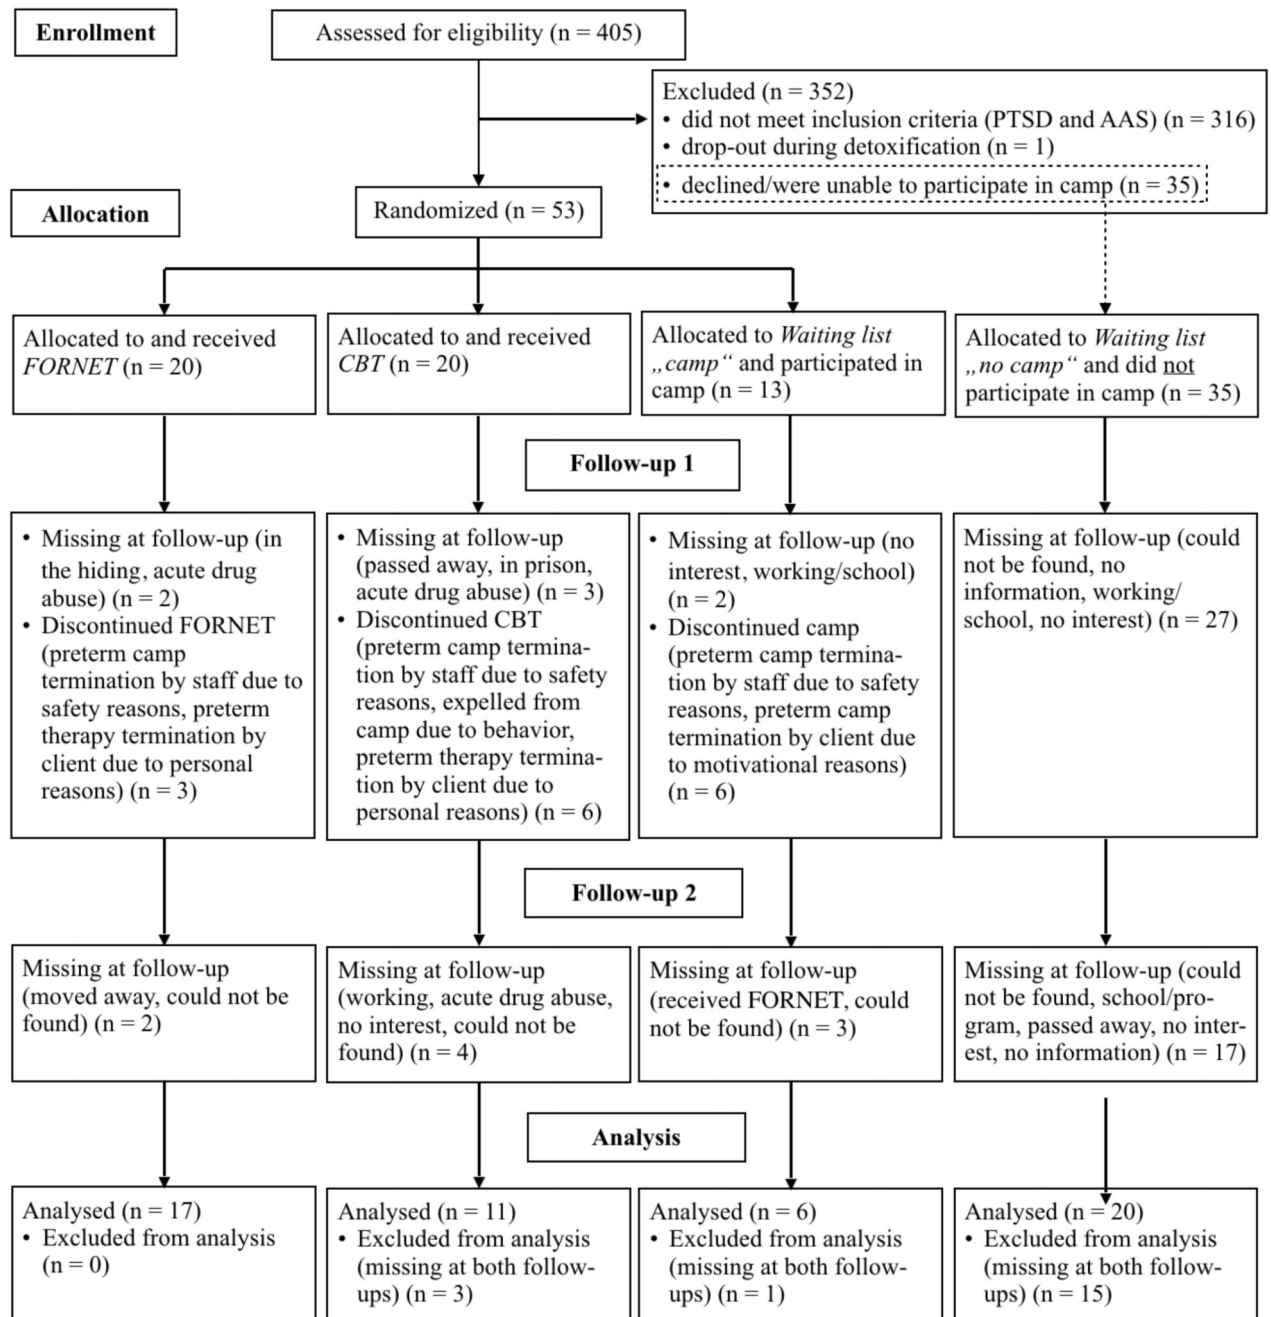 Enrollment
Assessed for eligibility (n = 405)
Excluded (n = 352)
• did not meet inclusion criteria (PTSD and AAS) (n = 316)
• drop-out during detoxification (n = 1)
• declined/were unable to participate in camp (n = 35)
Allocation
Randomized (n = 53)
Allocated to and received
FORNET (n = 20)
Allocated to and received
CBT (n = 20)
Allocated to Waiting list
„camp“ and participated in
camp (n = 13)
Allocated to Waiting list
„no camp“ and did not
participate in camp (n = 35)
Follow-up 1
• Missing at follow-up (in
the hiding, acute drug
abuse) (n = 2)
• Discontinued FORNET
(preterm camp
termination by staff due to
safety reasons, preterm
therapy termination by
client due to personal
reasons) (n = 3)
• Missing at follow-up
(passed away, in prison,
acute drug abuse) (n = 3)
• Discontinued CBT
(preterm camp termina-
tion by staff due to safety
reasons, expelled from
camp due to behavior,
preterm therapy termina-
tion by client due to
personal reasons) (n = 6)
• Missing at follow-up (no
interest, working/school)
(n = 2)
• Discontinued camp
(preterm camp termina-
tion by staff due to safety
reasons, preterm camp
termination by client due
to motivational reasons)
(n = 6)
Missing at follow-up (could
not be found, no
information, working/
school, no interest) (n = 27)
Follow-up 2
Missing at follow-up
(moved away, could not be
found) (n = 2)
Missing at follow-up
(working, acute drug abuse,
no interest, could not be
found) (n = 4)
Missing at follow-up
(received FORNET, could
not be found) (n = 3)
Missing at follow-up (could
not be found, school/pro-
gram, passed away, no inter-
est, no information) (n = 17)
Analysis
Analysed (n = 17)
• Excluded from analysis
(n = 0)
Analysed (n = 11)
• Excluded from analysis
(missing at both follow-
ups) (n = 3)
Analysed (n = 6)
• Excluded from analysis
(missing at both follow-
ups) (n = 1)
Analysed (n = 20)
• Excluded from analysis
(missing at both follow-
ups) (n = 15)